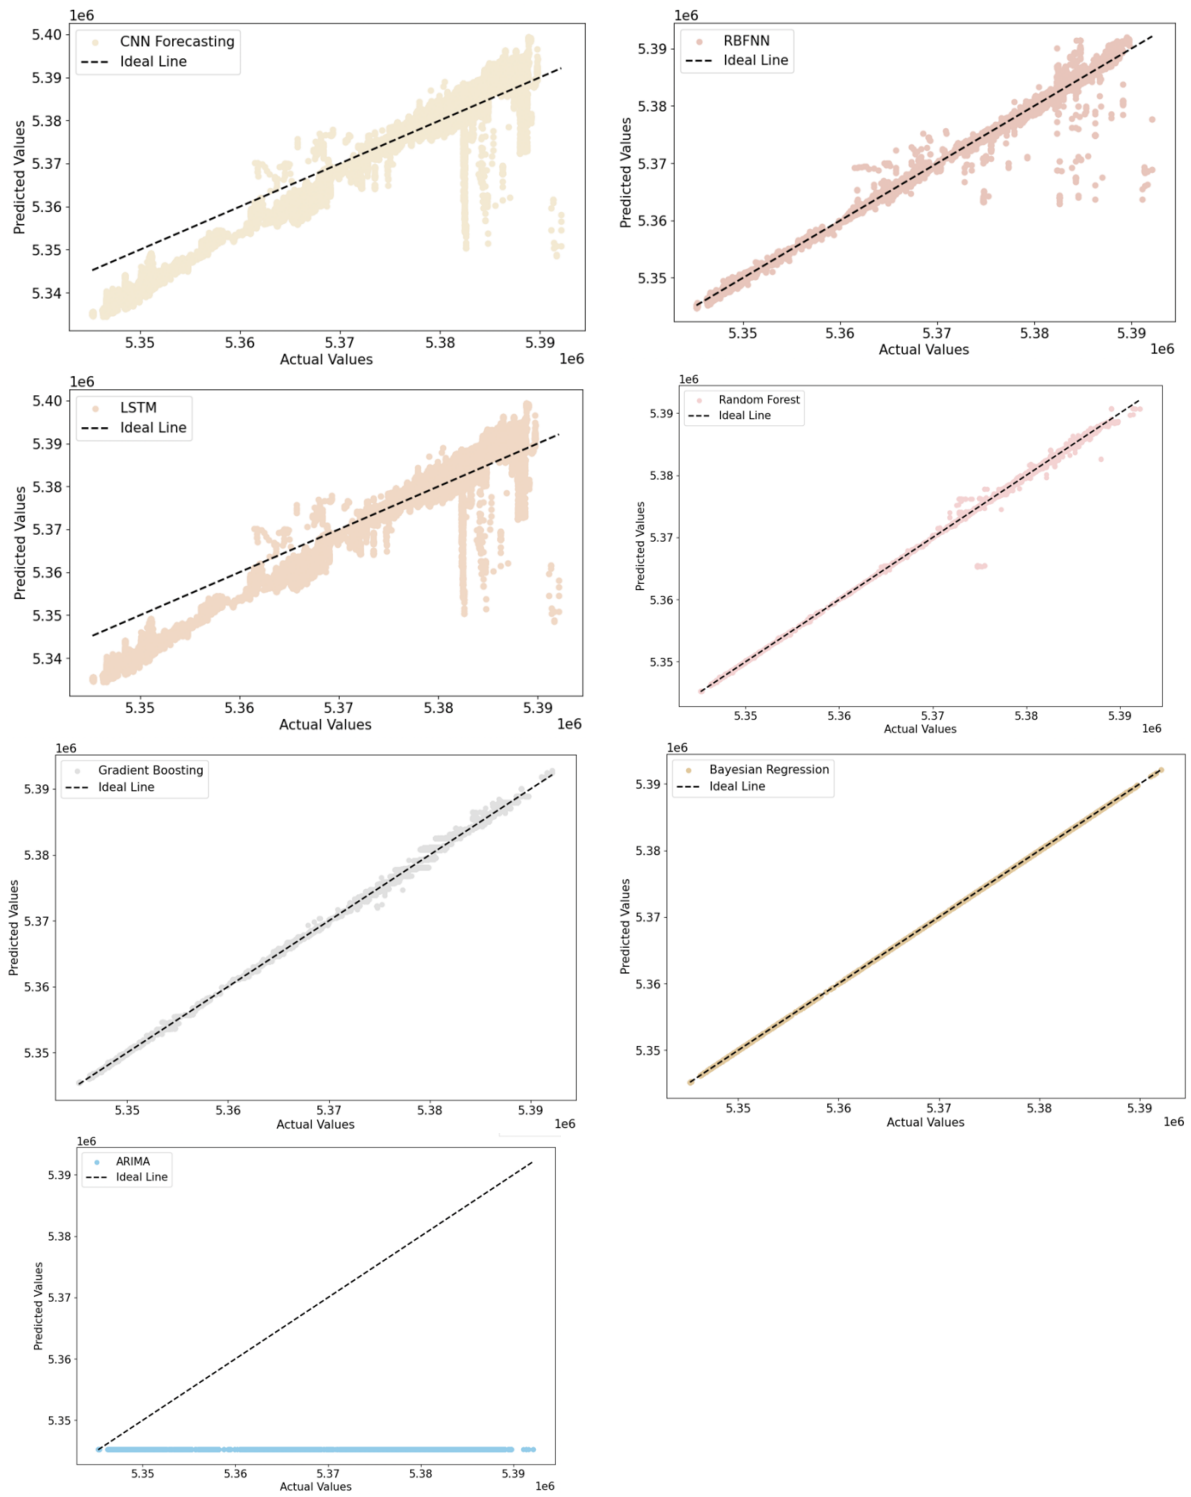 1e6
5.40
5.39
5.38
5.37
5.36
5.35
5.34
Predicted Values
CNN Forecasting
Ideal Line
5.35 5.36 5.37 5.38 5.39
1e6
Actual Values
1e6
5.39
5.38
5.37
5.36
5.35
Predicted Values
RBFNN
Ideal Line
5.35 5.36 5.37 5.38 5.39
1e6
Actual Values
1e6
5.40
5.39
5.38
5.37
5.36
5.35
5.34
Predicted Values
LSTM
Ideal Line
5.35 5.36 5.37 5.38 5.39
1e6
Actual Values
1e6
5.39
5.38
5.37
5.36
5.35
Predicted Values
Random Forest
Ideal Line
5.35 5.36 5.37 5.38 5.39
1e6
Actual Values
1e6
5.39
5.38
5.37
5.36
5.35
Predicted Values
Gradient Boosting
Ideal Line
5.35 5.36 5.37 5.38 5.39
1e6
Actual Values
1e6
5.39
5.38
5.37
5.36
5.35
Predicted Values
Bayesian Regression
Ideal Line
5.35 5.36 5.37 5.38 5.39
1e6
Actual Values
1e6
5.39
5.38
5.37
5.36
5.35
Predicted Values
ARIMA
Ideal Line
5.35 5.36 5.37 5.38 5.39
1e6
Actual Values